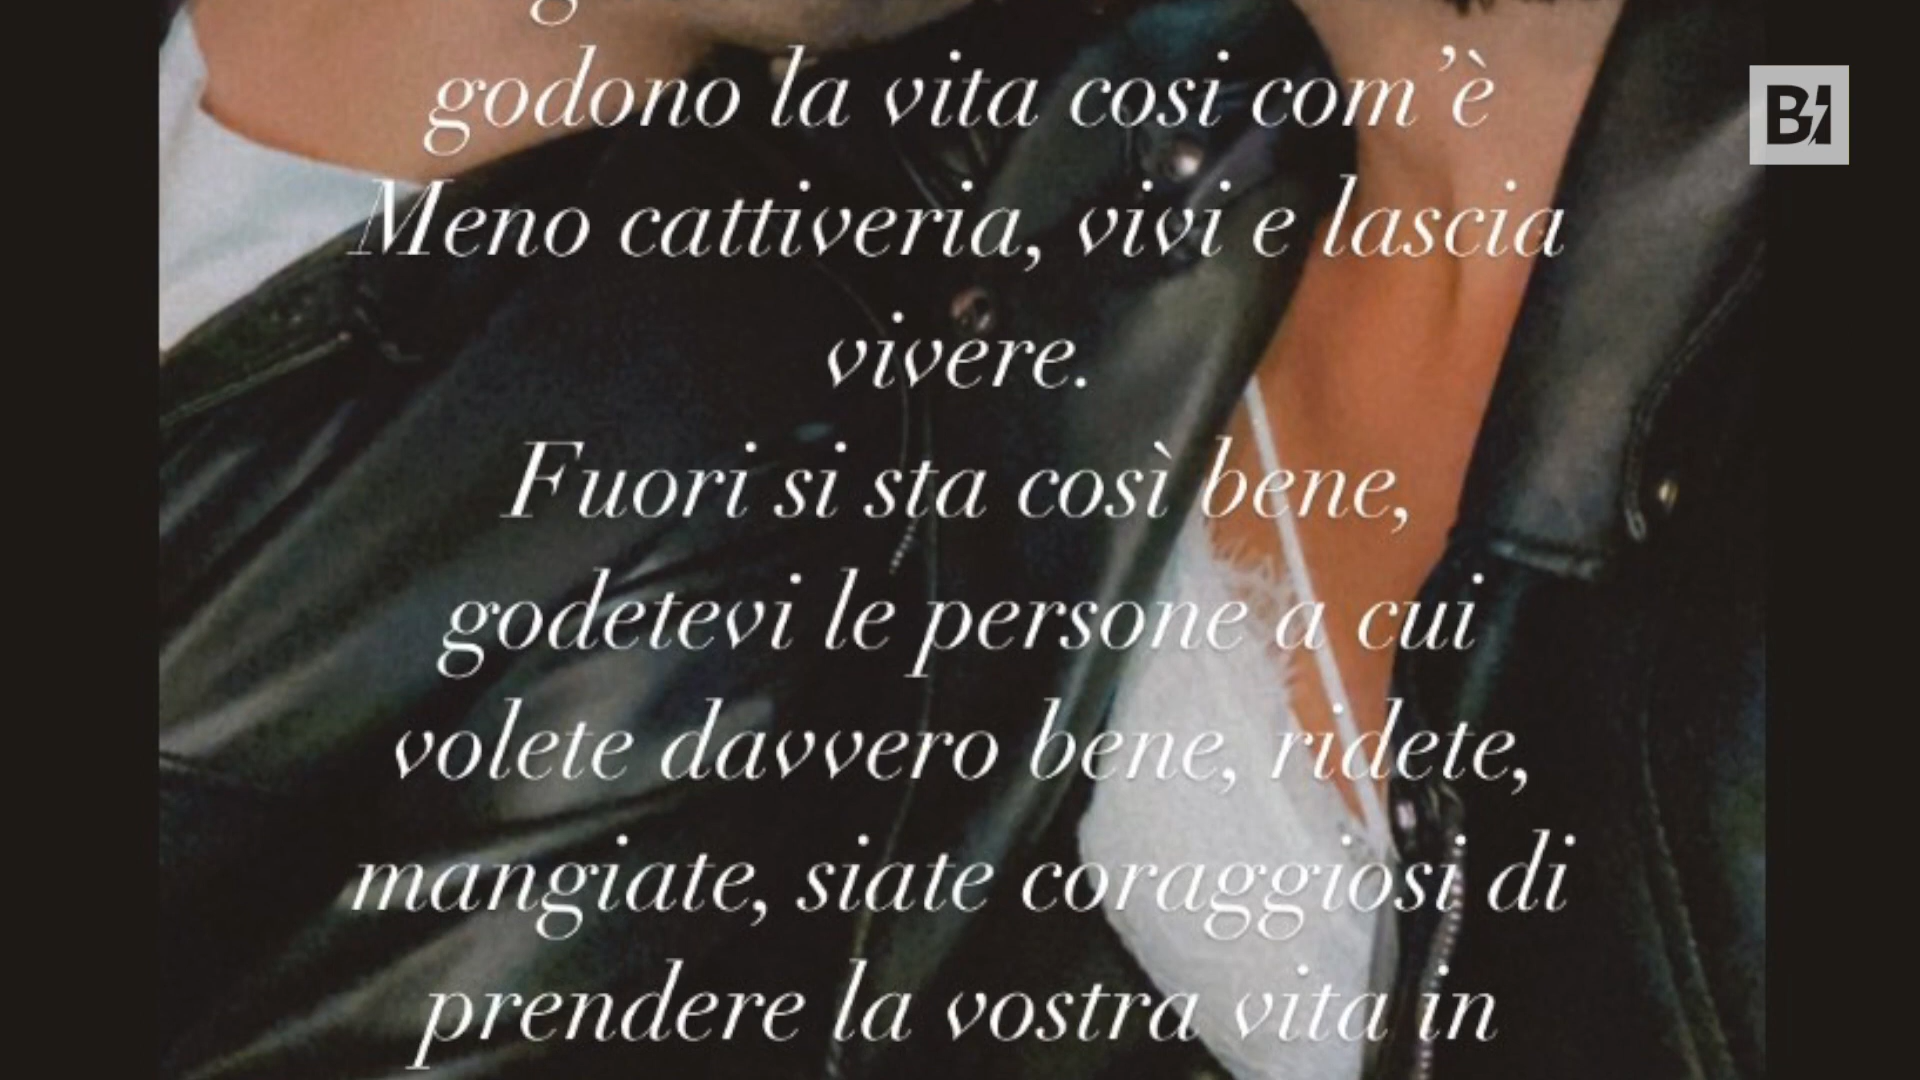 godono la vita cosi com'è
Meno cattiveria, vivi e lascia
vivere.
Fuori si sta così bene,
godetevi le persone a cui
volete davvero bene, ridete,
mangiate, siate coraggiosi di
prendere la vostra vita in